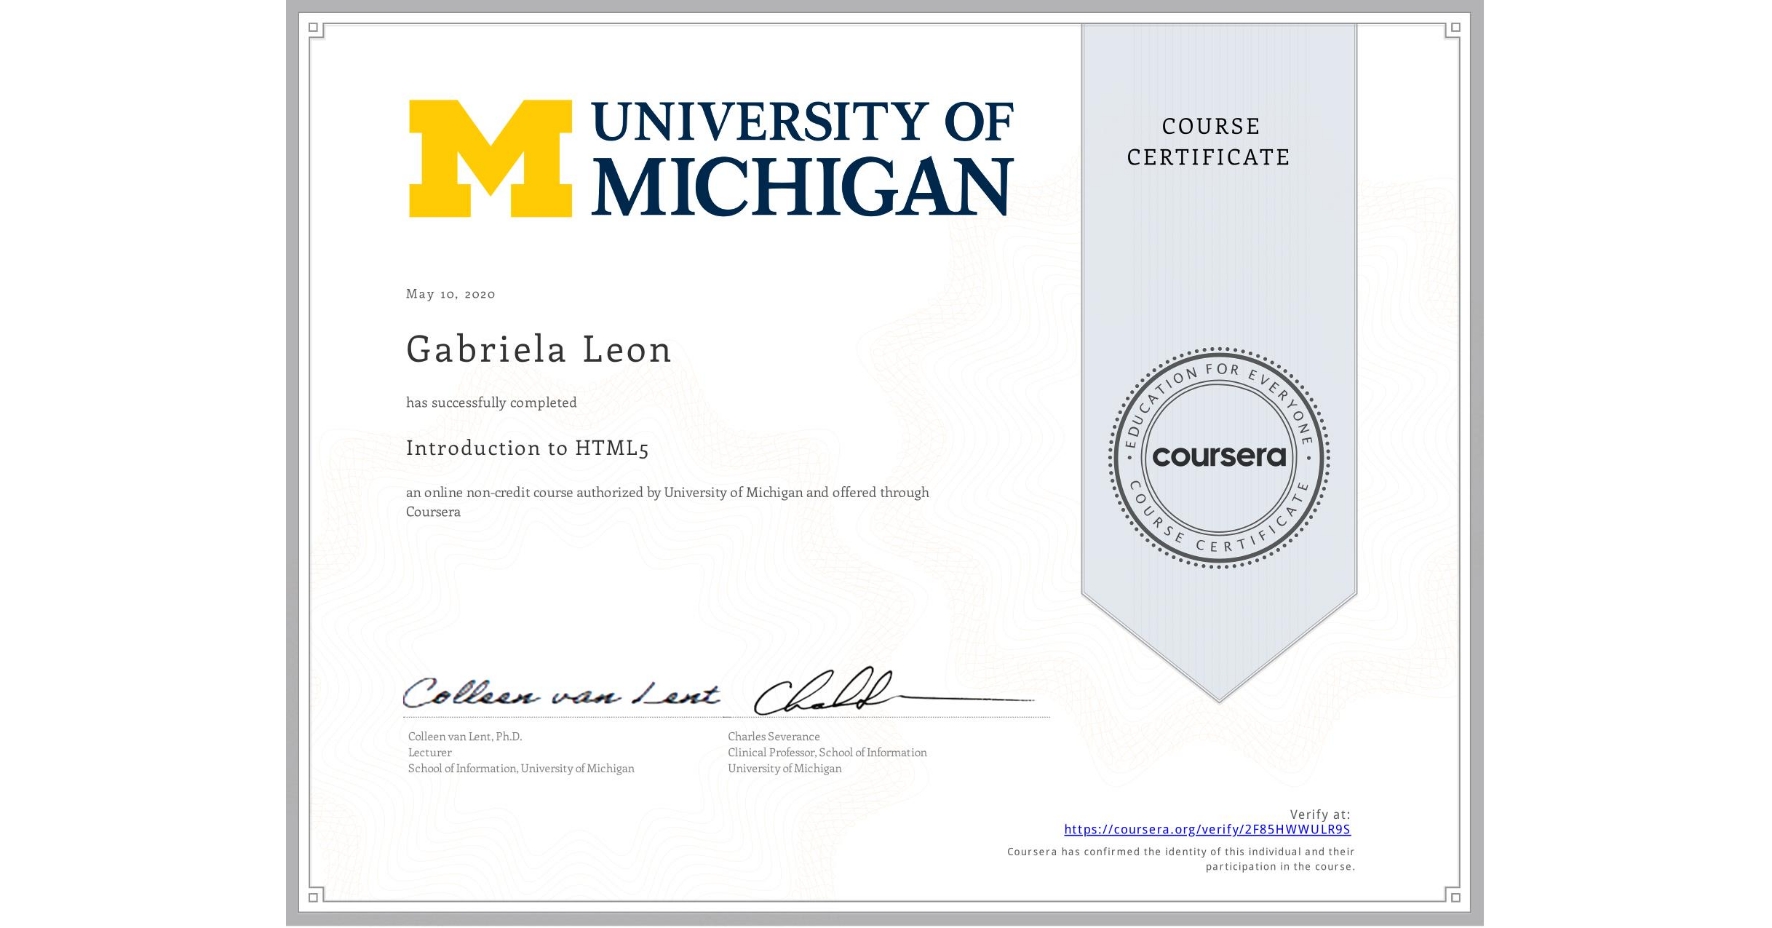 UNIVERSITY OF
MICHIGAN
COURSE
CERTIFICATE
May 10, 2020
Gabriela Leon
has successfully completed
Introduction to HTML5
an online non-credit course authorized by University of Michigan and offered through
Coursera
EDUCATION FOR EVERYONE
coursera
COURSE CERTIFICATE
Colleen van Lent
Colleen van Lent, Ph.D.
Lecturer
School of Information, University of Michigan
Charles Severance
Clinical Professor, School of Information
University of Michigan
Verify at:
https://coursera.org/verify/2F85HWWULR9S
Coursera has confirmed the identity of this individual and their
participation in the course.